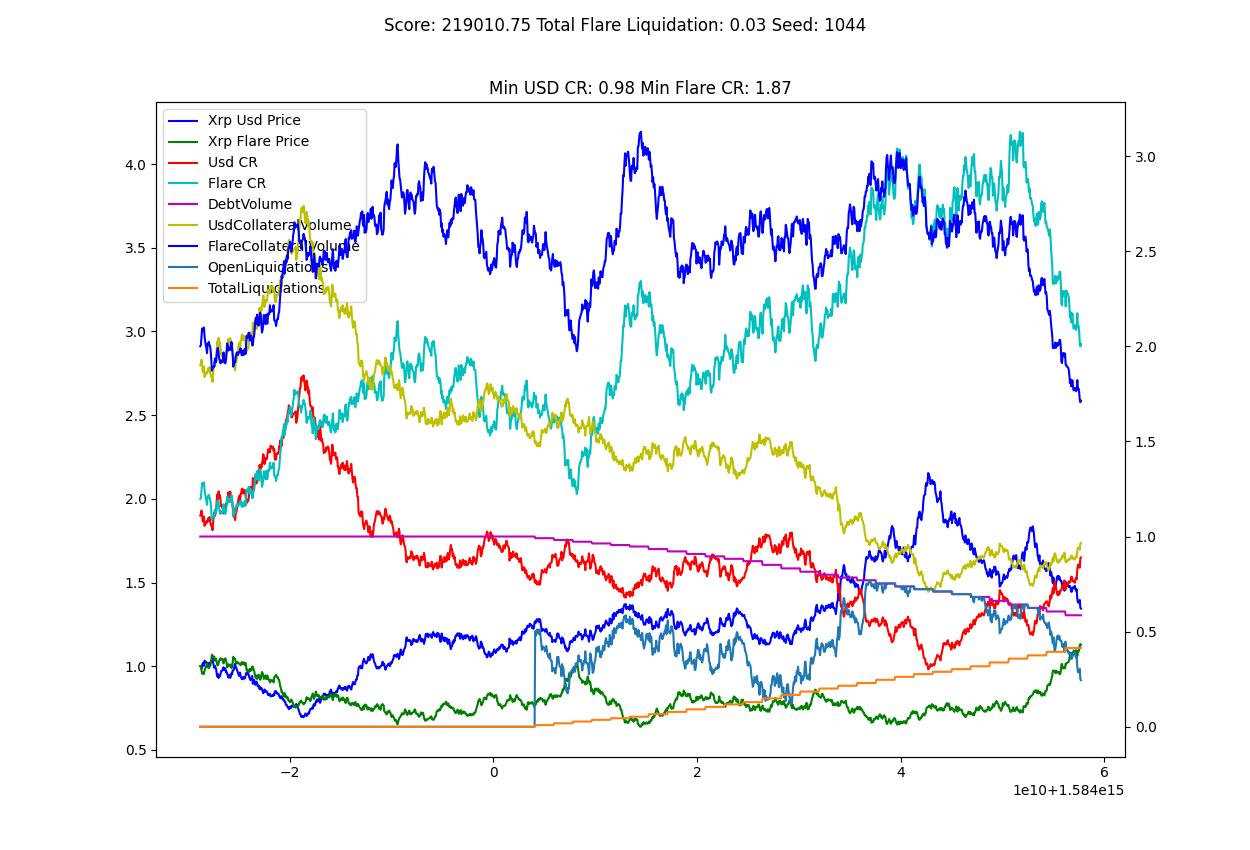 Score: 219010.75 Total Flare Liquidation: 0.03 Seed: 1044
Min USD CR: 0.98 Min Flare CR: 1.87
Xrp Usd Price
Xrp Flare Price
Usd CR
Flare CR
DebtVolume
UsdCollateralVolume
FlareCollateralVolume
OpenLiquidations
TotalLiquidations
4.0
3.5
3.0
2.5
2.0
1.5
1.0
0.5
3.0
2.5
2.0
1.5
1.0
0.5
0.0
−2
0
2
4
6
1e10+1.584e15